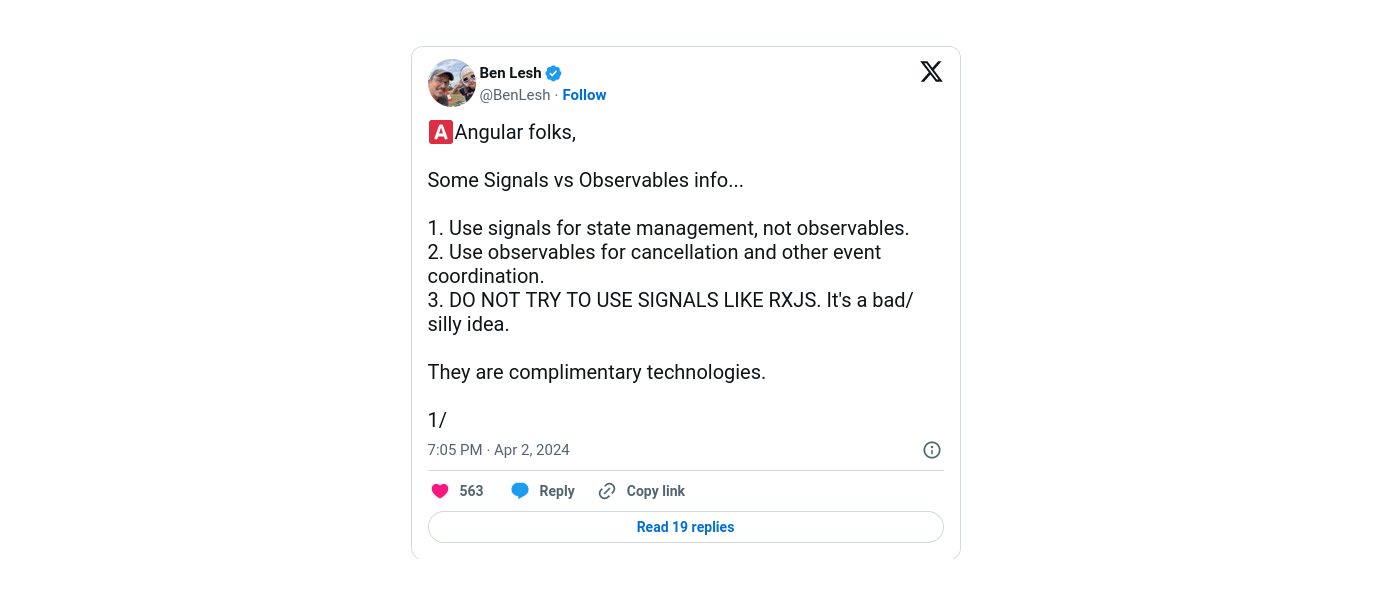 Ben Lesh
@BenLesh · Follow
🅰Angular folks,
Some Signals vs Observables info...
1. Use signals for state management, not observables.
2. Use observables for cancellation and other event
coordination.
3. DO NOT TRY TO USE SIGNALS LIKE RXJS. It's a bad/
silly idea.
They are complimentary technologies.
1/
7:05 PM · Apr 2, 2024
563 Reply Copy link
Read 19 replies